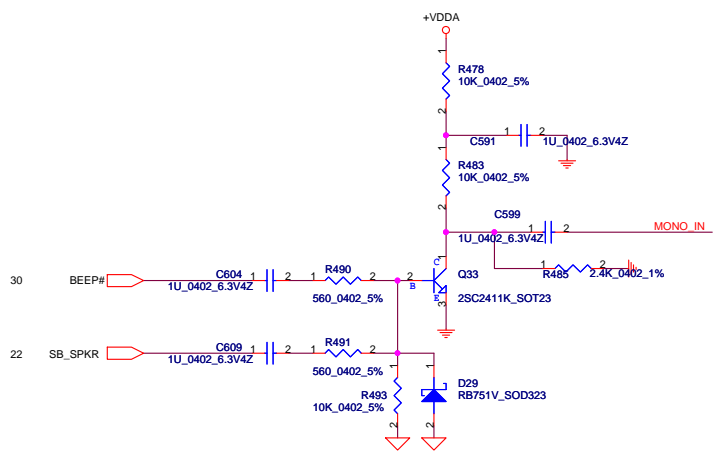 +VDDA
1
R478
10K_0402_5%
2
1 2
C591 1U_0402_6.3V4Z
1
R483
10K_0402_5%
2
C599
1 2 MONO_IN
1U_0402_6.3V4Z
1 2
R485 2.4K_0402_1%
1
C
Q33
2
B
E
3
2SC2411K_SOT23
30 BEEP# C604 1 2 1 R490 2
1U_0402_6.3V4Z
560_0402_5%
22 SB_SPKR C609 1 2 1 R491 2
1U_0402_6.3V4Z
560_0402_5%
1 1
R493
10K_0402_5%
D29
RB751V_SOD323
2 2